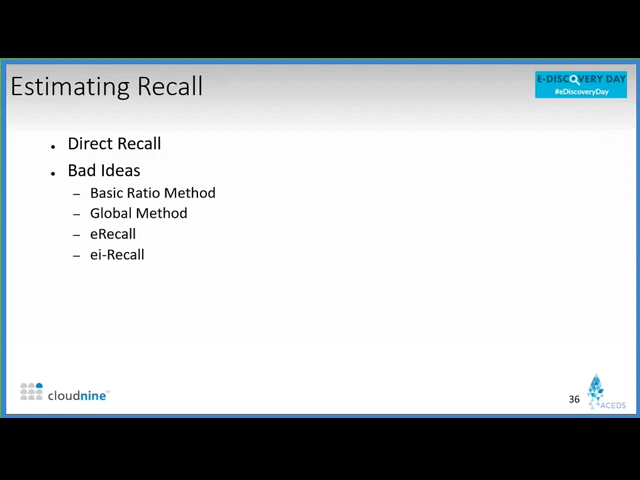 Estimating Recall
E-DISCOVERY DAY
#eDiscoveryDay
• Direct Recall
• Bad Ideas
– Basic Ratio Method
– Global Method
– eRecall
– ei-Recall
cloudnine
36
ACEDS